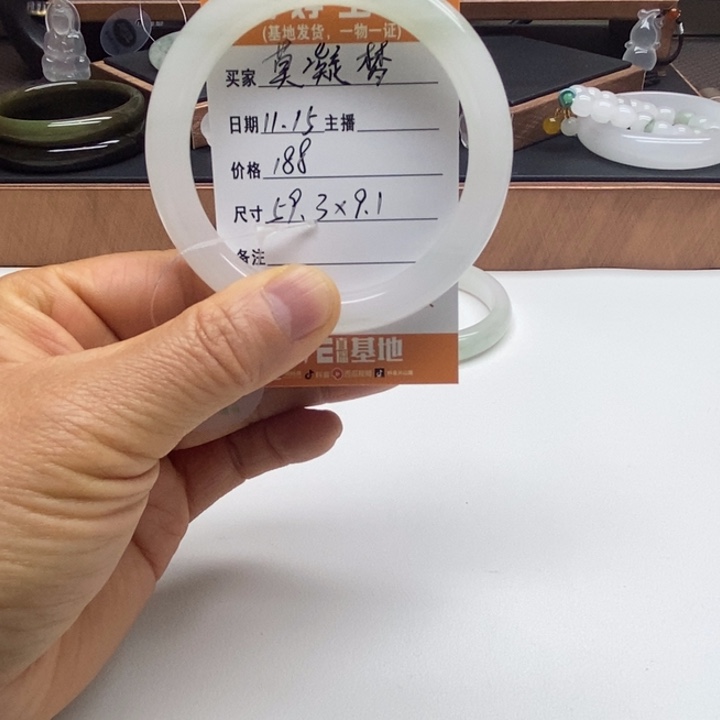 (基地发货，一物一证)
买家 莫凝梦
日期 11.15 主播
价格 188
尺寸 59.3×9.1
备注
基地